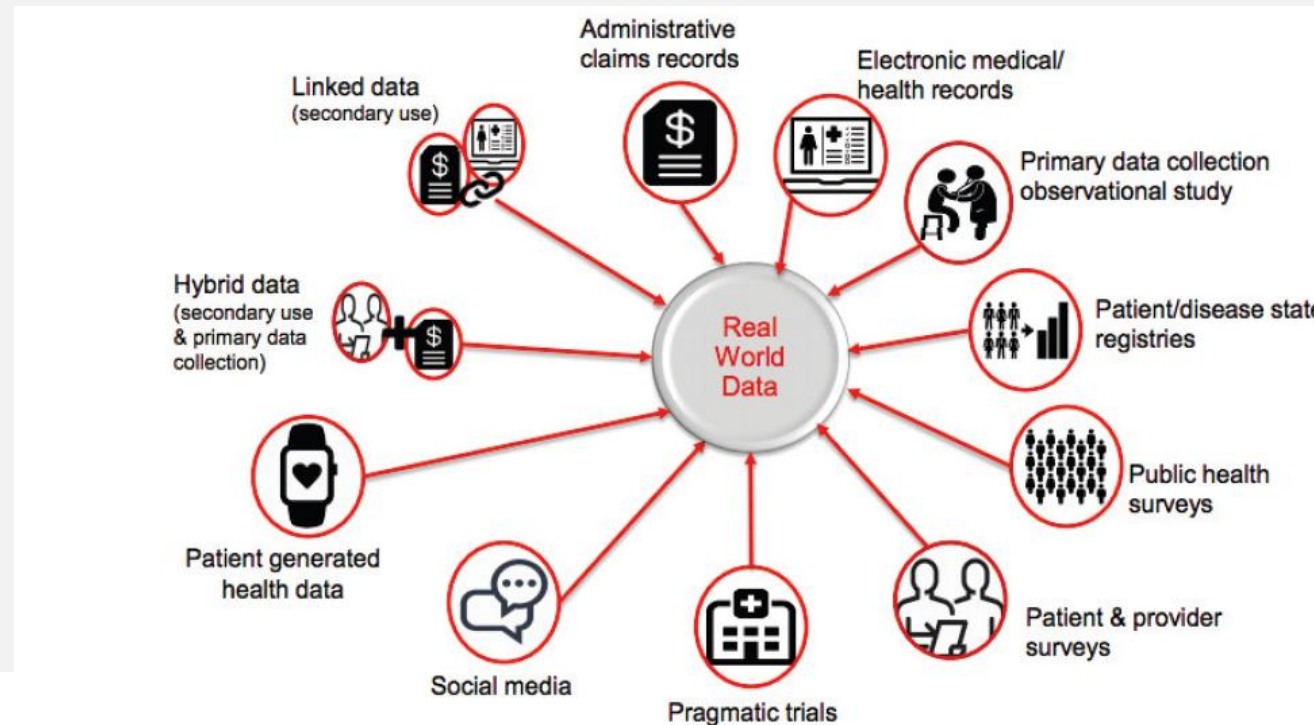 Administrative
claims records
Electronic medical/
health records
Linked data
(secondary use)
$
$
Primary data collection
observational study
Hybrid data
(secondary use
& primary data
collection)
$
Real
World
Data
Patient/disease state
registries
Public health
surveys
Patient generated
health data
Patient & provider
surveys
Social media
Pragmatic trials